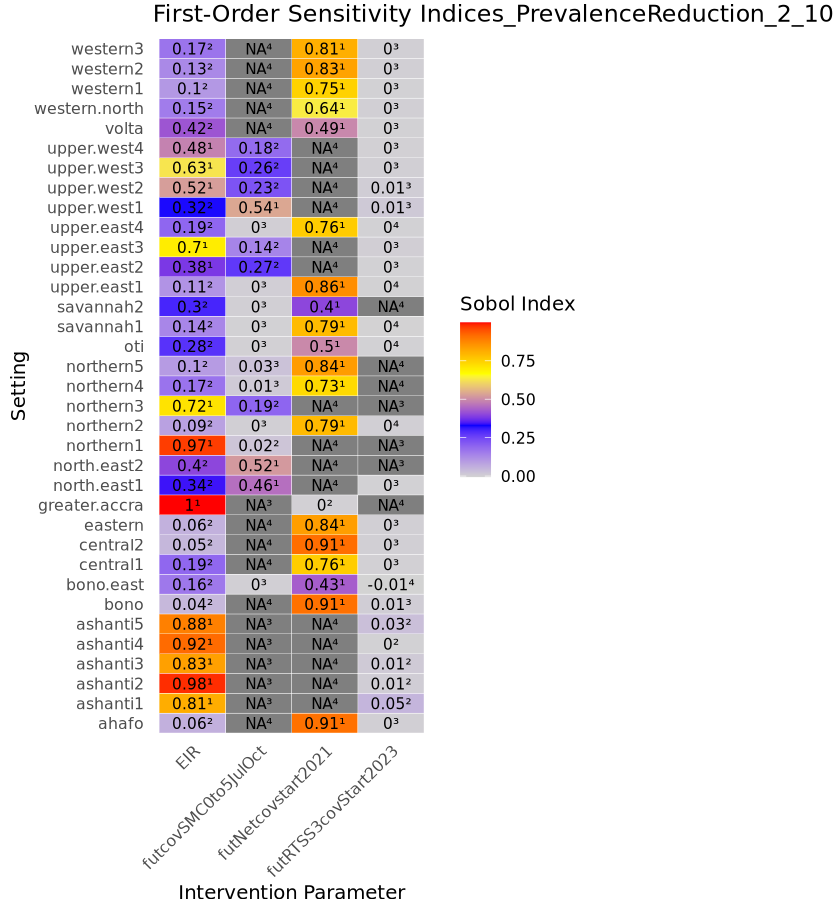 First-Order Sensitivity Indices_PrevalenceReduction_2_10
western3 0.17² NA⁴ 0.81¹ 0³
western2 0.13² NA⁴ 0.83¹ 0³
western1 0.1² NA⁴ 0.75¹ 0³
western.north 0.15² NA⁴ 0.64¹ 0³
volta 0.42² NA⁴ 0.49¹ 0³
upper.west4 0.48¹ 0.18² NA⁴ 0³
upper.west3 0.63¹ 0.26² NA⁴ 0³
upper.west2 0.52¹ 0.23² NA⁴ 0.01³
upper.west1 0.32² 0.54¹ NA⁴ 0.01³
upper.east4 0.19² 0³ 0.76¹ 0⁴
upper.east3 0.7¹ 0.14² NA⁴ 0³
upper.east2 0.38¹ 0.27² NA⁴ 0³
upper.east1 0.11² 0³ 0.86¹ 0⁴
savannah2 0.3² 0³ 0.4¹ NA⁴
savannah1 0.14² 0³ 0.79¹ 0⁴
oti 0.28² 0³ 0.5¹ 0⁴
northern5 0.1² 0.03³ 0.84¹ NA⁴
northern4 0.17² 0.01³ 0.73¹ NA⁴
northern3 0.72¹ 0.19² NA⁴ NA³
northern2 0.09² 0³ 0.79¹ 0⁴
northern1 0.97¹ 0.02² NA⁴ NA³
north.east2 0.4² 0.52¹ NA⁴ NA³
north.east1 0.34² 0.46¹ NA⁴ 0³
greater.accra 1¹ NA³ 0² NA⁴
eastern 0.06² NA⁴ 0.84¹ 0³
central2 0.05² NA⁴ 0.91¹ 0³
central1 0.19² NA⁴ 0.76¹ 0³
bono.east 0.16² 0³ 0.43¹ -0.01⁴
bono 0.04² NA⁴ 0.91¹ 0.01³
ashanti5 0.88¹ NA³ NA⁴ 0.03²
ashanti4 0.92¹ NA³ NA⁴ 0²
ashanti3 0.83¹ NA³ NA⁴ 0.01²
ashanti2 0.98¹ NA³ NA⁴ 0.01²
ashanti1 0.81¹ NA³ NA⁴ 0.05²
ahafo 0.06² NA⁴ 0.91¹ 0³
Setting
EIR
futcovSMC0to5JulOct
futNetcovstart2021
futRTSS3covStart2023
Intervention Parameter
Sobol Index
0.75
0.50
0.25
0.00